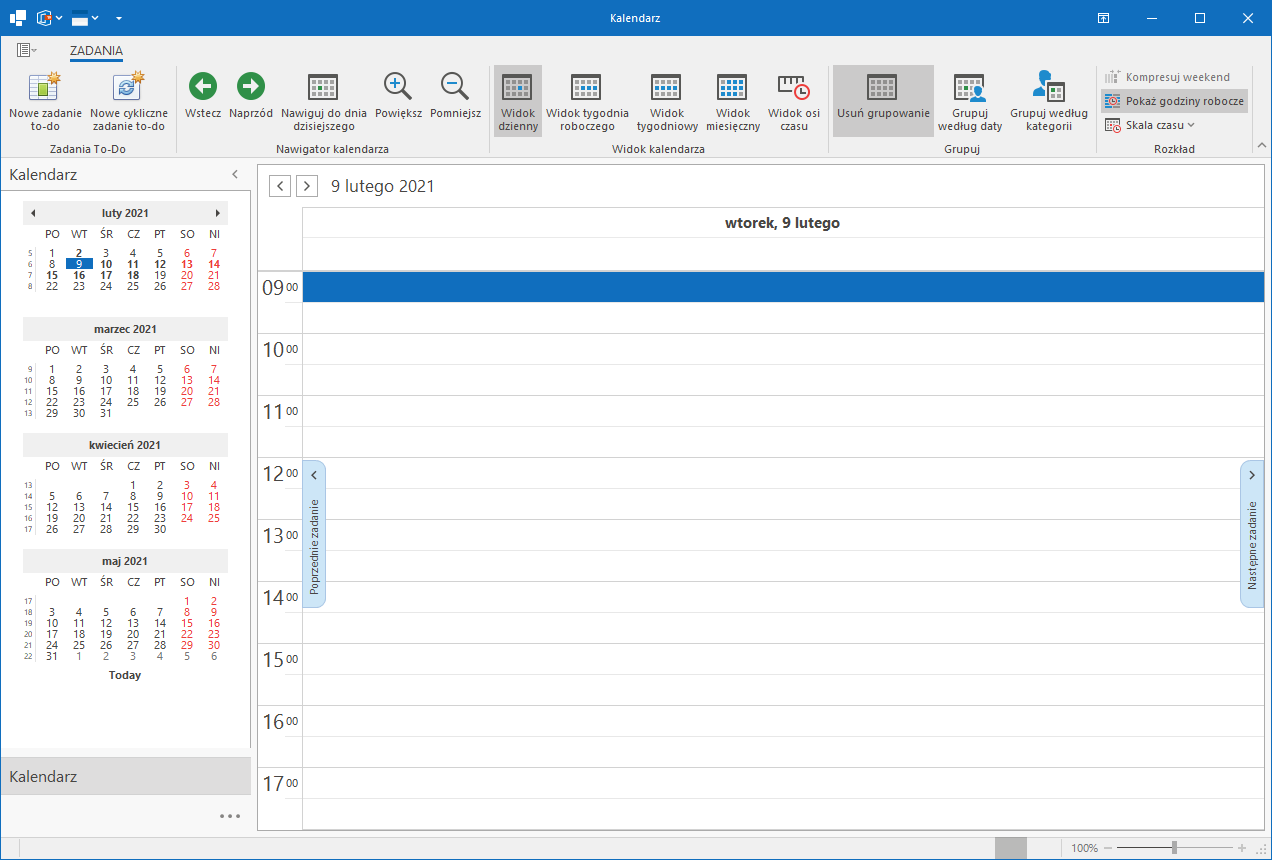 Kalendarz
ZADANIA
Nowe zadanie to-do
Nowe cykliczne zadanie to-do
Zadania To-Do
Wstecz
Naprzód
Nawiguj do dnia dzisiejszego
Powiększ
Pomniejsz
Nawigator kalendarza
Widok dzienny
Widok tygodnia roboczego
Widok tygodniowy
Widok miesięczny
Widok osi czasu
Widok kalendarza
Usuń grupowanie
Grupuj według daty
Grupuj według kategorii
Grupuj
Kompresuj weekend
Pokaż godziny robocze
Skala czasu
Rozkład
Kalendarz
luty 2021
PO WT ŚR CZ PT SO NI
5 1 2 3 4 5 6 7
6 8 9 10 11 12 13 14
7 15 16 17 18 19 20 21
8 22 23 24 25 26 27 28
marzec 2021
PO WT ŚR CZ PT SO NI
9 1 2 3 4 5 6 7
10 8 9 10 11 12 13 14
11 15 16 17 18 19 20 21
12 22 23 24 25 26 27 28
13 29 30 31
kwiecień 2021
PO WT ŚR CZ PT SO NI
13 1 2 3 4
14 5 6 7 8 9 10 11
15 12 13 14 15 16 17 18
16 19 20 21 22 23 24 25
17 26 27 28 29 30
maj 2021
PO WT ŚR CZ PT SO NI
17 1 2
18 3 4 5 6 7 8 9
19 10 11 12 13 14 15 16
20 17 18 19 20 21 22 23
21 24 25 26 27 28 29 30
22 31 1 2 3 4 5 6
Today
Kalendarz
9 lutego 2021
wtorek, 9 lutego
09 00
10 00
11 00
12 00
13 00
14 00
15 00
16 00
17 00
Poprzednie zadanie
Następne zadanie
100%